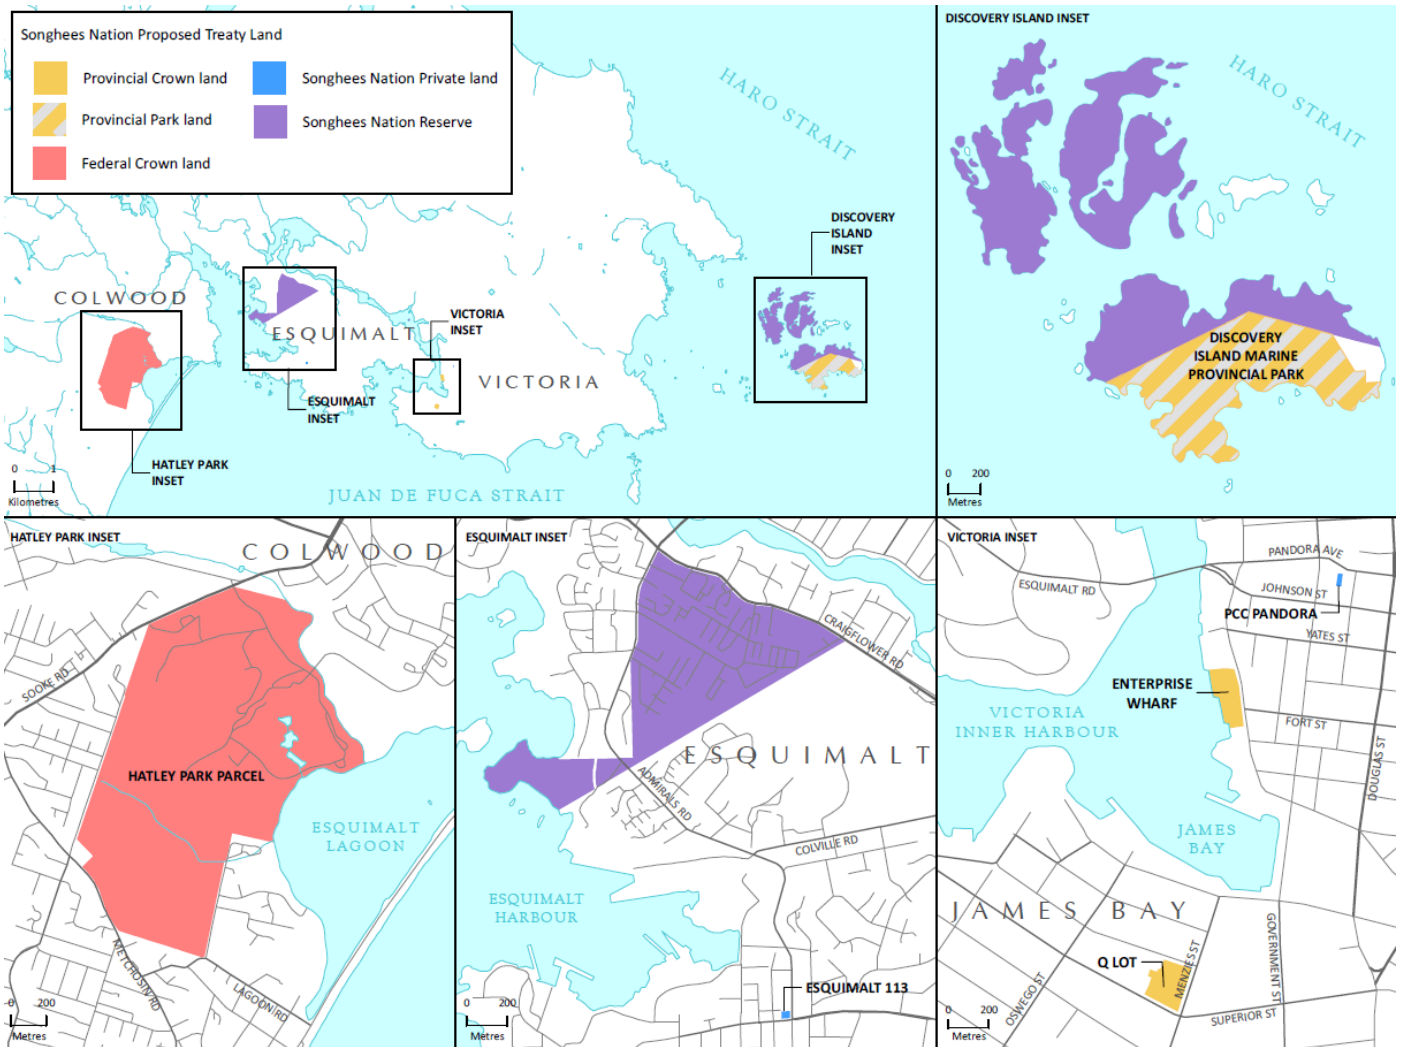 Songhees Nation Proposed Treaty Land
Provincial Crown land
Songhees Nation Private land
Provincial Park land
Songhees Nation Reserve
Federal Crown land
HARO STRAIT
DISCOVERY
ISLAND
INSET
COLWOOD
ESQUIMALT
VICTORIA
INSET
VICTORIA
ESQUIMALT
INSET
HATLEY PARK
INSET
0 1
Kilometres
JUAN DE FUCA STRAIT
DISCOVERY ISLAND INSET
HARO STRAIT
DISCOVERY
ISLAND MARINE
PROVINCIAL PARK
0 200
Metres
HATLEY PARK INSET
COLWOOD
SOOKE RD
HATLEY PARK PARCEL
ESQUIMALT
LAGOON
METCHOSIN RD
LAGOON RD
0 200
Metres
ESQUIMALT INSET
CRAIGFLOWER RD
ESQUIMALT
ADMIRALS RD
COLVILLE RD
ESQUIMALT
HARBOUR
ESQUIMALT 113
0 200
Metres
VICTORIA INSET
PANDORA AVE
ESQUIMALT RD
JOHNSON ST
PCC PANDORA
YATES ST
ENTERPRISE
WHARF
VICTORIA
INNER HARBOUR
FORT ST
DOUGLAS ST
JAMES
BAY
JAMES BAY
GOVERNMENT ST
MENZIES ST
Q LOT
OSWEGO ST
SUPERIOR ST
0 200
Metres